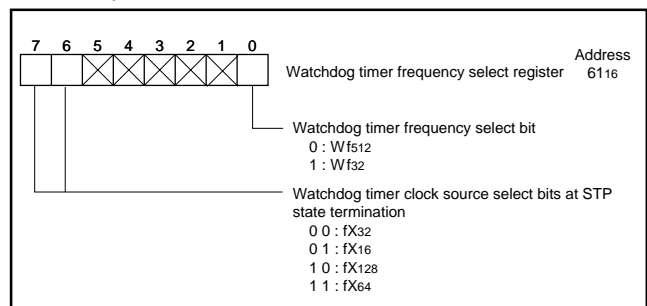 7 6 5 4 3 2 1 0
Address
Watchdog timer frequency select register 6116
Watchdog timer frequency select bit
0 : Wf512
1 : Wf32
Watchdog timer clock source select bits at STP
state termination
0 0 : fX32
0 1 : fX16
1 0 : fX128
1 1 : fX64